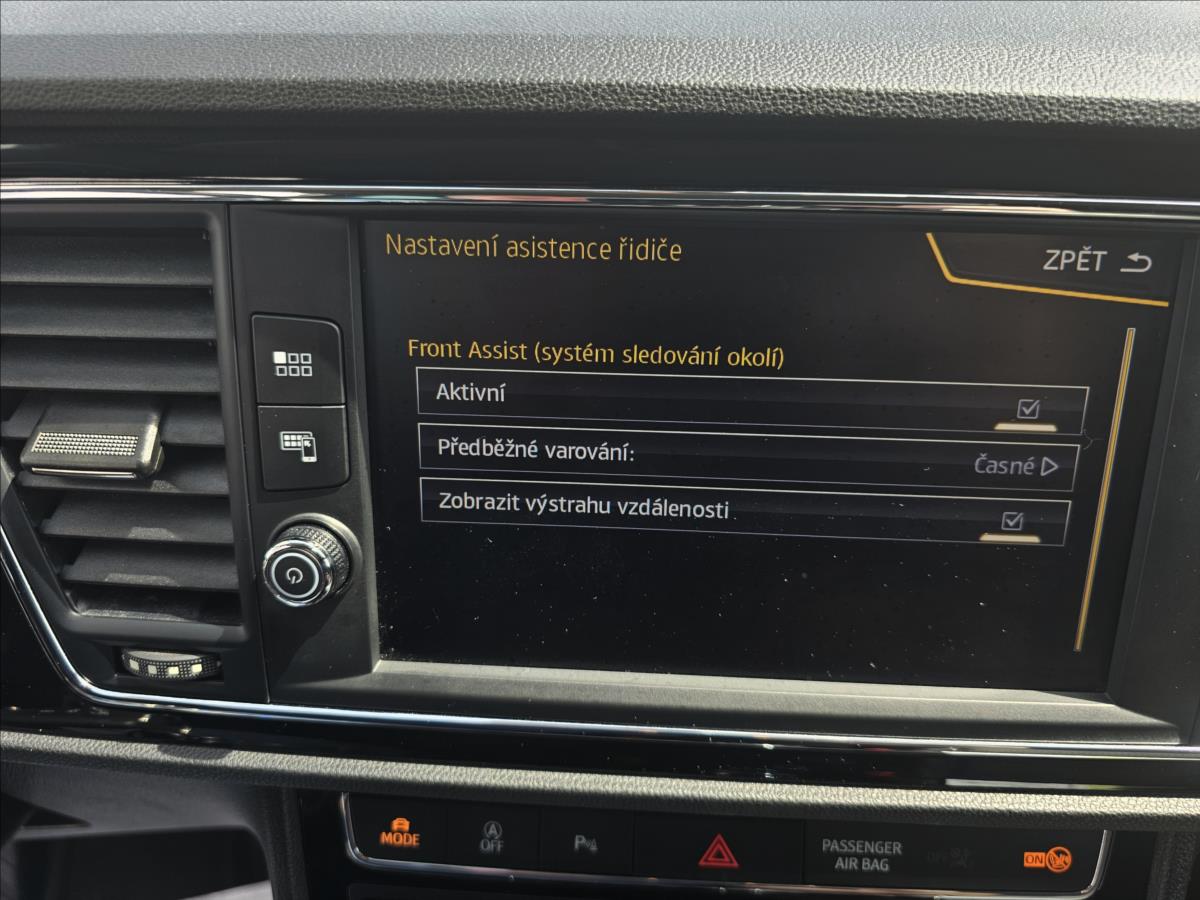 Nastavení asistence řidiče
ZPĚT
Front Assist (systém sledování okolí)
Aktivní
Předběžné varování:
Časné
Zobrazit výstrahu vzdálenosti
MODE
A
OFF
P
PASSENGER
AIR BAG
OFF
ON